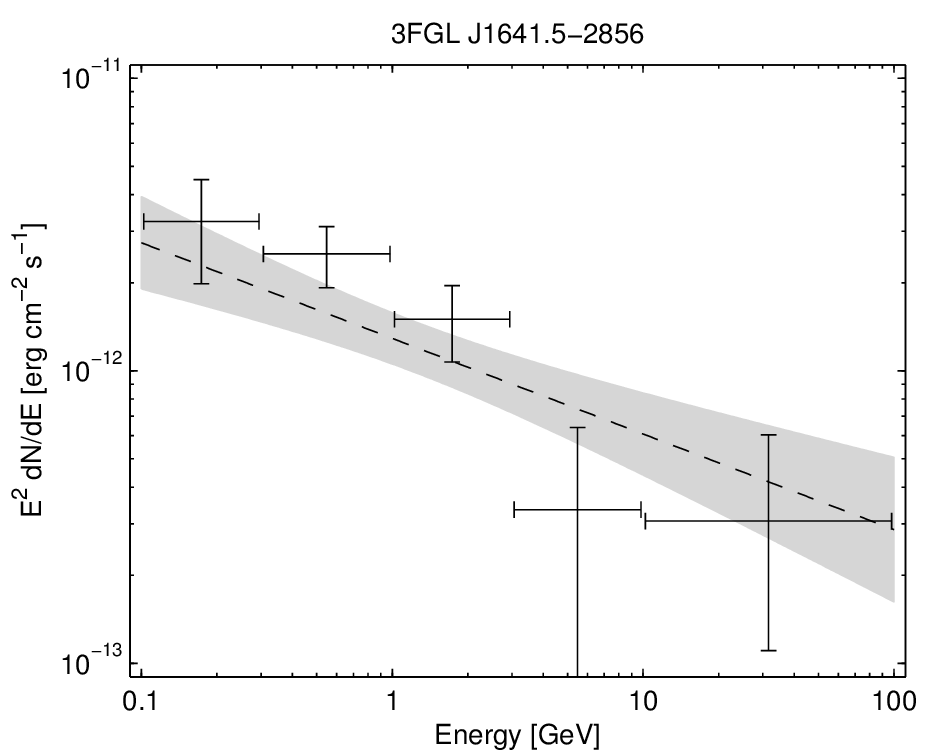 3FGL J1641.5−2856
10⁻¹¹
10⁻¹²
10⁻¹³
E² dN/dE [erg cm⁻² s⁻¹]
0.1 1 10 100
Energy [GeV]